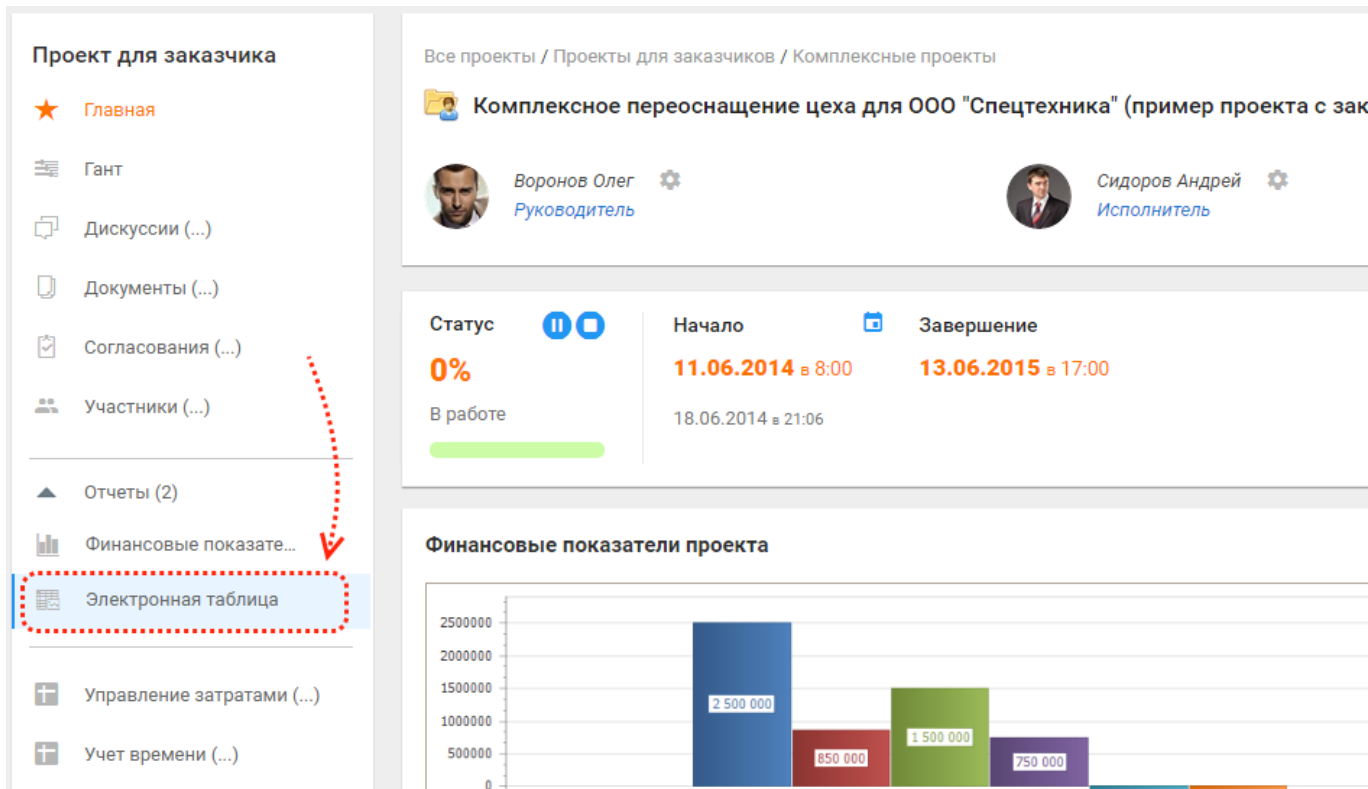 Проект для заказчика
Главная
Гант
Дискуссии (...)
Документы (...)
Согласования (...)
Участники (...)
Отчеты (2)
Финансовые показате...
Электронная таблица
Управление затратами (...)
Учет времени (...)
Все проекты / Проекты для заказчиков / Комплексные проекты
Комплексное переоснащение цеха для ООО "Спецтехника" (пример проекта с зак
Воронов Олег
Руководитель
Сидоров Андрей
Исполнитель
Статус
0%
В работе
Начало
11.06.2014 в 8:00
18.06.2014 в 21:06
Завершение
13.06.2015 в 17:00
Финансовые показатели проекта
2500000
2000000
1500000
1000000
500000
0
2 500 000
850 000
1 500 000
750 000